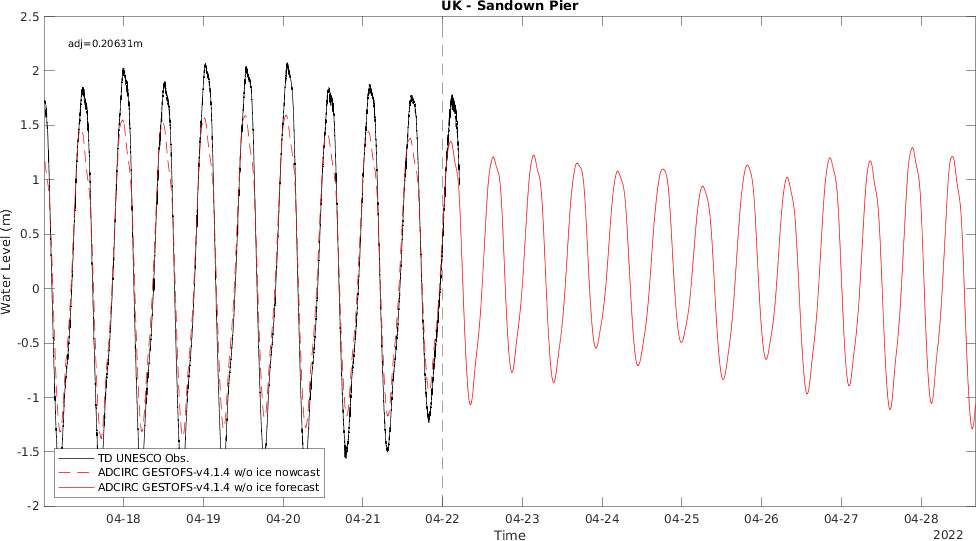 UK - Sandown Pier
adj=0.20631m
2.5
2
1.5
1
0.5
0
-0.5
-1
-1.5
-2
Water Level (m)
TD UNESCO Obs.
ADCIRC GESTOFS-v4.1.4 w/o ice nowcast
ADCIRC GESTOFS-v4.1.4 w/o ice forecast
04-18 04-19 04-20 04-21 04-22 04-23 04-24 04-25 04-26 04-27 04-28
Time
2022